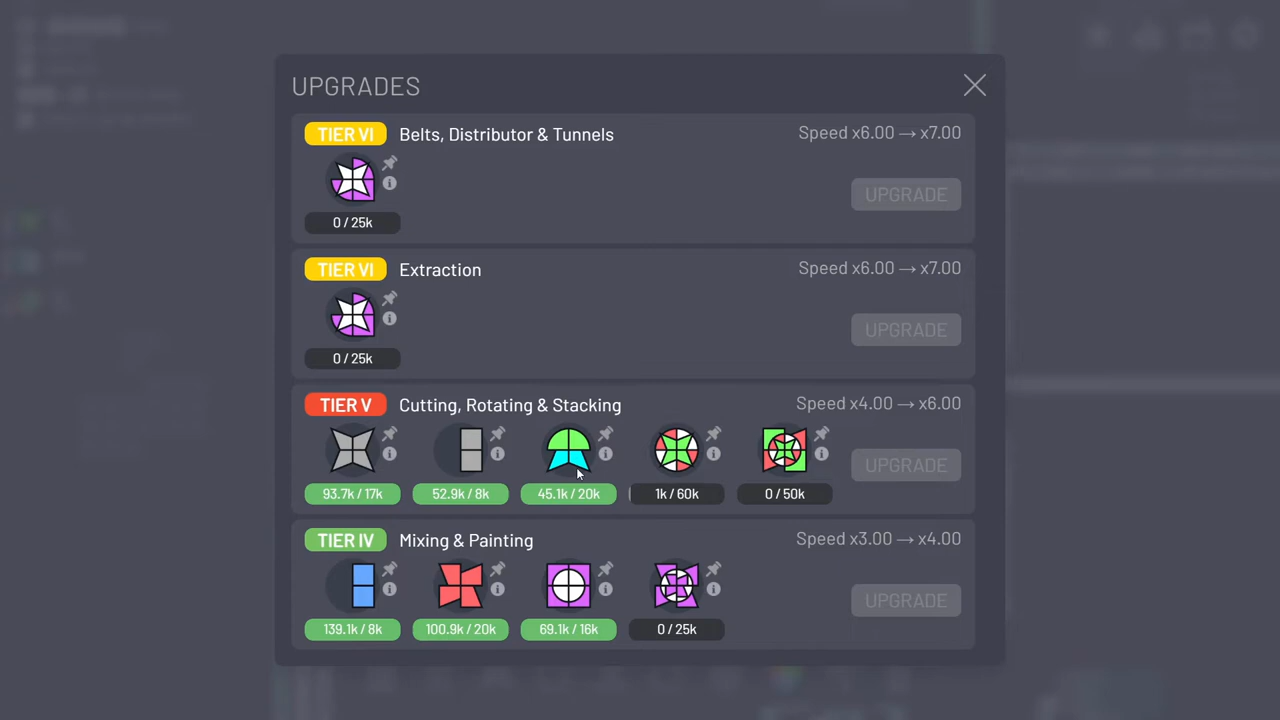 UPGRADES
TIER VI Belts, Distributor & Tunnels Speed x6.00 → x7.00
UPGRADE
0 / 25k
TIER VI Extraction Speed x6.00 → x7.00
UPGRADE
0 / 25k
TIER V Cutting, Rotating & Stacking Speed x4.00 → x6.00
UPGRADE
93.7k / 17k 52.9k / 8k 45.1k / 20k 1k / 60k 0 / 50k
TIER IV Mixing & Painting Speed x3.00 → x4.00
UPGRADE
139.1k / 8k 100.9k / 20k 69.1k / 16k 0 / 25k